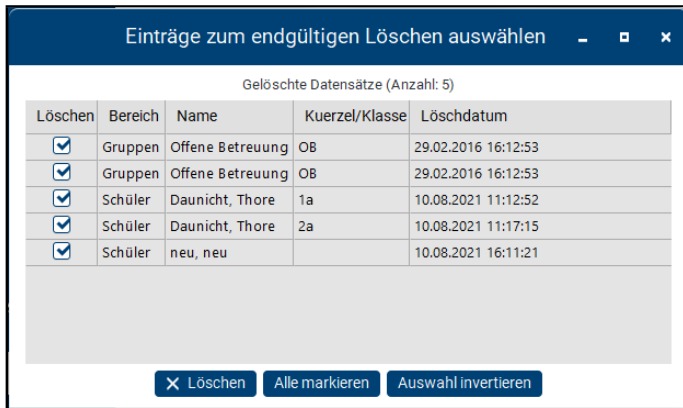 Einträge zum endgültigen Löschen auswählen
Gelöschte Datensätze (Anzahl: 5)
Löschen Bereich Name Kuerzel/Klasse Löschdatum
Gruppen Offene Betreuung OB 29.02.2016 16:12:53
Gruppen Offene Betreuung OB 29.02.2016 16:12:53
Schüler Daunicht, Thore 1a 10.08.2021 11:12:52
Schüler Daunicht, Thore 2a 10.08.2021 11:17:15
Schüler neu, neu 10.08.2021 16:11:21
Löschen Alle markieren Auswahl invertieren